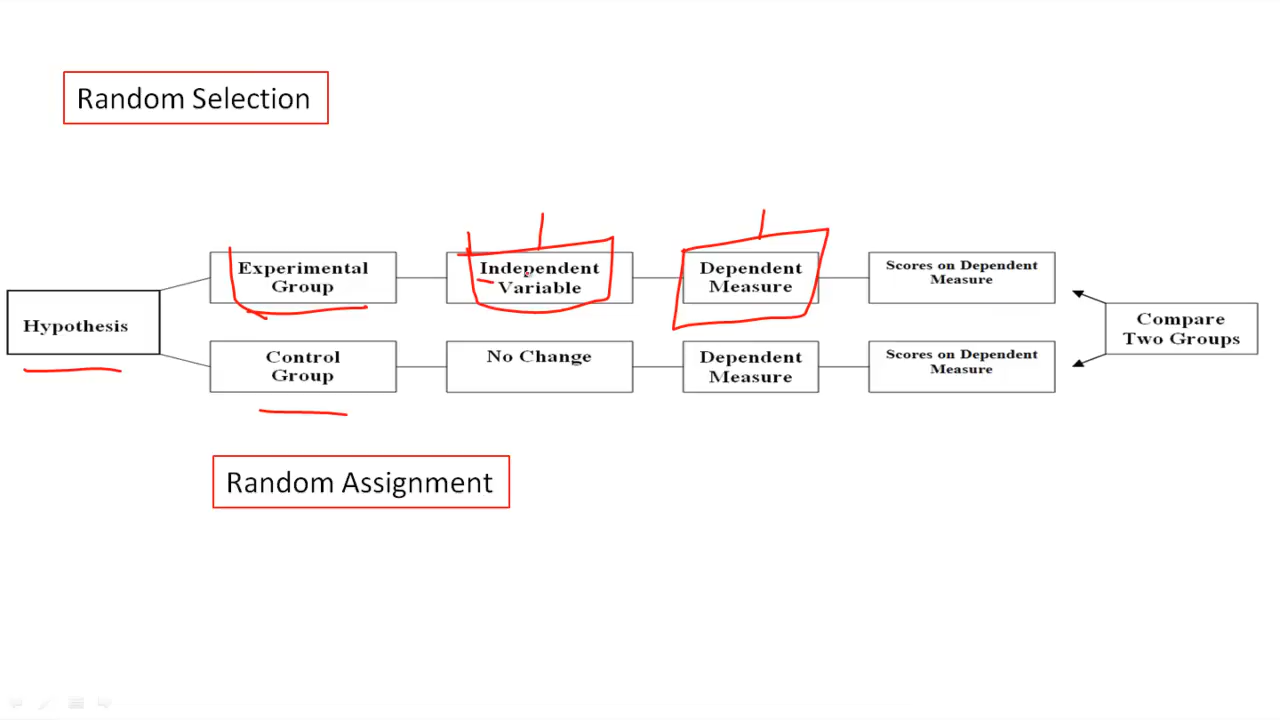 Random Selection
Experimental
Group
Independent
Variable
Dependent
Measure
Scores on Dependent
Measure
Hypothesis
Compare
Two Groups
Control
Group
No Change
Dependent
Measure
Scores on Dependent
Measure
Random Assignment